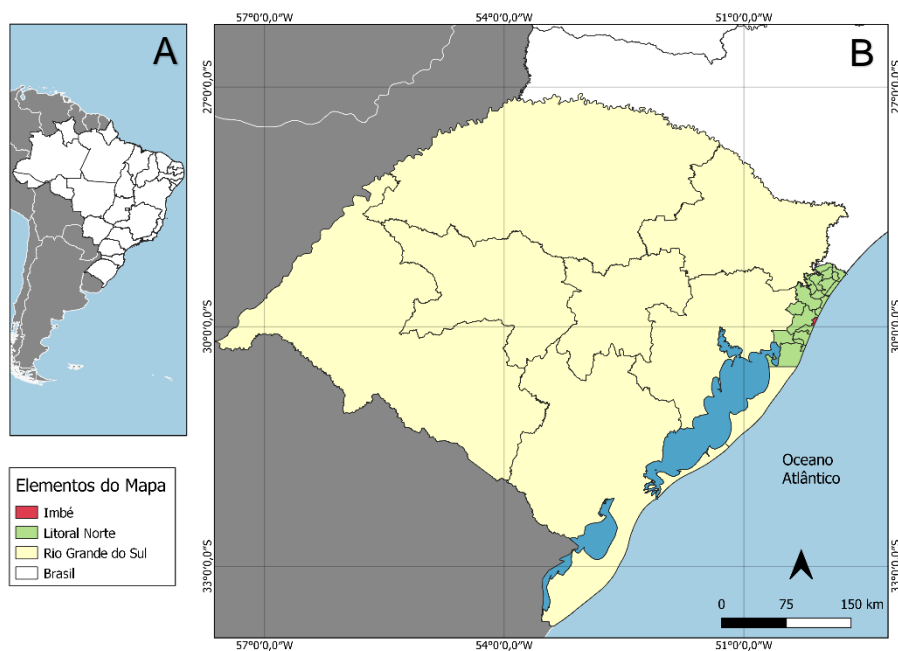 A
B
57°0,0,0"W
54°0,0,0"W
51°0,0,0"W
27°0,0,0"S
27°0,0,0"S
30°0,0,0"S
30°0,0,0"S
33°0,0,0"S
33°0,0,0"S
Oceano
Atlântico
Elementos do Mapa
Imbé
Litoral Norte
Rio Grande do Sul
Brasil
0 75 150 km
57°0,0,0"W
54°0,0,0"W
51°0,0,0"W